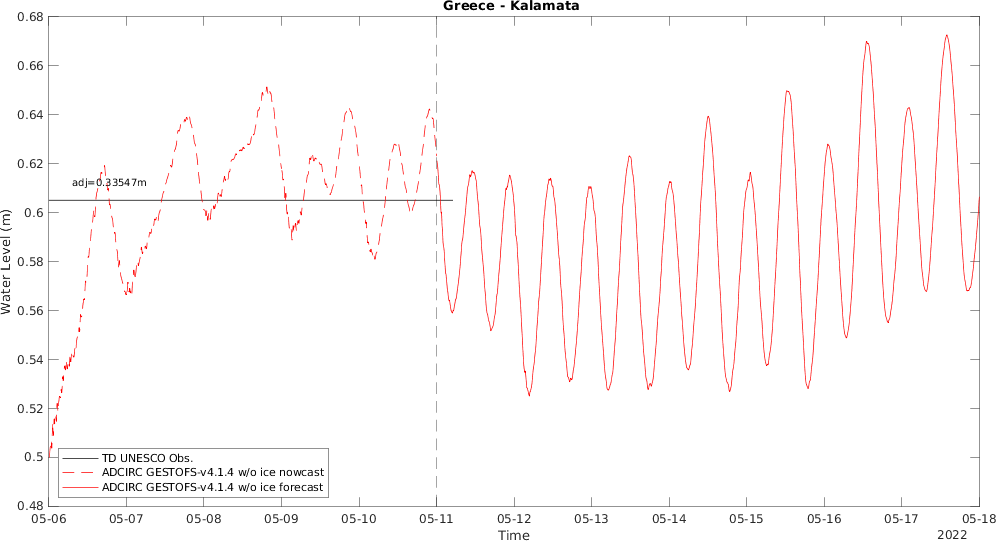 Greece - Kalamata
0.68
0.66
0.64
0.62
0.6
0.58
0.56
0.54
0.52
0.5
0.48
Water Level (m)
adj=0.33547m
TD UNESCO Obs.
ADCIRC GESTOFS-v4.1.4 w/o ice nowcast
ADCIRC GESTOFS-v4.1.4 w/o ice forecast
05-06 05-07 05-08 05-09 05-10 05-11 05-12 05-13 05-14 05-15 05-16 05-17 05-18
Time
2022